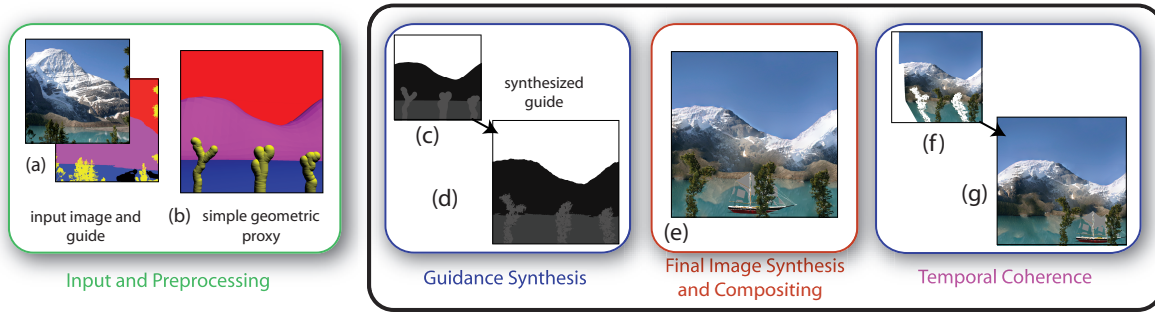 (a)
input image and
guide
(b)
simple geometric
proxy
Input and Preprocessing
(c)
synthesized
guide
(d)
Guidance Synthesis
(e)
Final Image Synthesis
and Compositing
(f)
(g)
Temporal Coherence